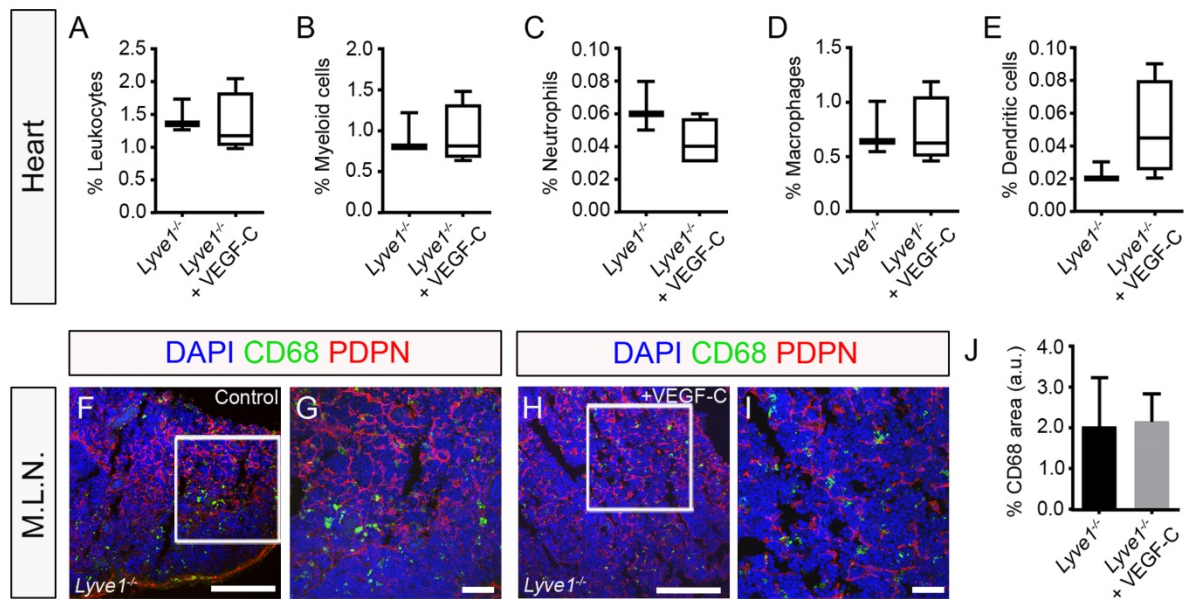 Heart
A
% Leukocytes
2.5
2.0
1.5
1.0
0.5
0.0
Lyve1-/-
Lyve1-/-
+ VEGF-C
B
% Myeloid cells
2.0
1.5
1.0
0.5
0.0
Lyve1-/-
Lyve1-/-
+ VEGF-C
C
% Neutrophils
0.10
0.08
0.06
0.04
0.02
0.00
Lyve1-/-
Lyve1-/-
+ VEGF-C
D
% Macrophages
1.5
1.0
0.5
0.0
Lyve1-/-
Lyve1-/-
+ VEGF-C
E
% Dendritic cells
0.10
0.08
0.06
0.04
0.02
0.00
Lyve1-/-
Lyve1-/-
+ VEGF-C
M.L.N.
DAPI CD68 PDPN
DAPI CD68 PDPN
F
Control
Lyve1-/-
G
H
+VEGF-C
Lyve1-/-
I
J
% CD68 area (a.u.)
4.0
3.0
2.0
1.0
0.0
Lyve1-/-
Lyve1-/-
+ VEGF-C